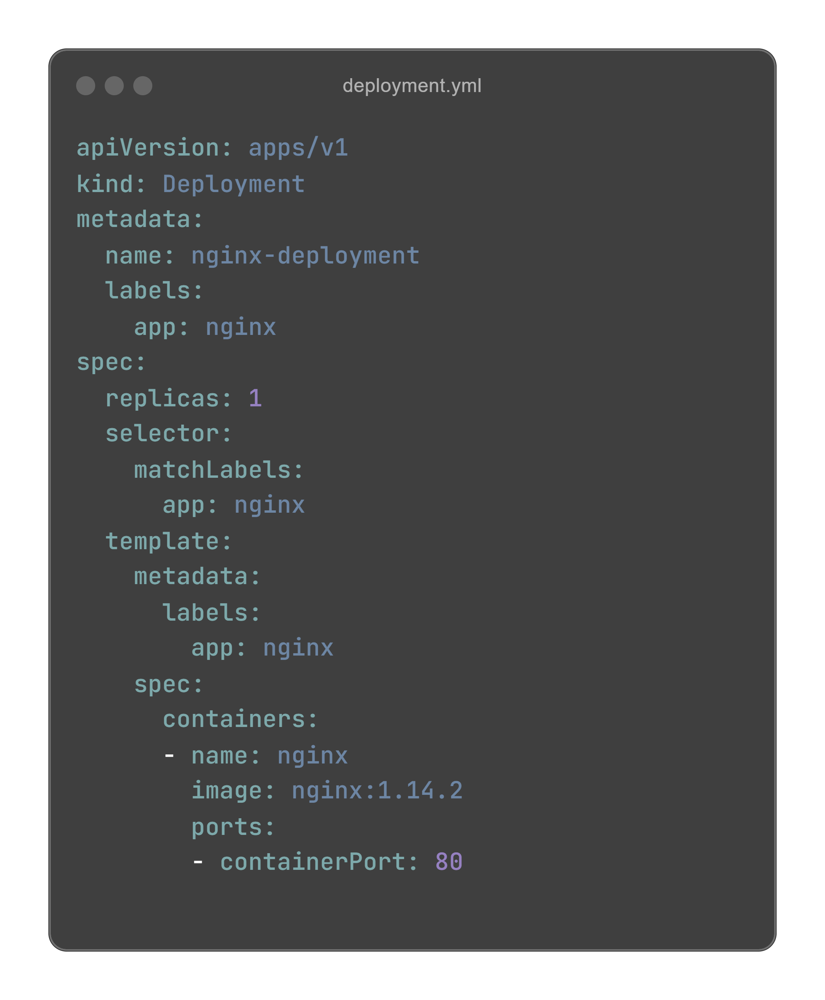 deployment.yml
apiVersion: apps/v1
kind: Deployment
metadata:
  name: nginx-deployment
  labels:
    app: nginx
spec:
  replicas: 1
  selector:
    matchLabels:
      app: nginx
  template:
    metadata:
      labels:
        app: nginx
    spec:
      containers:
      - name: nginx
        image: nginx:1.14.2
        ports:
        - containerPort: 80